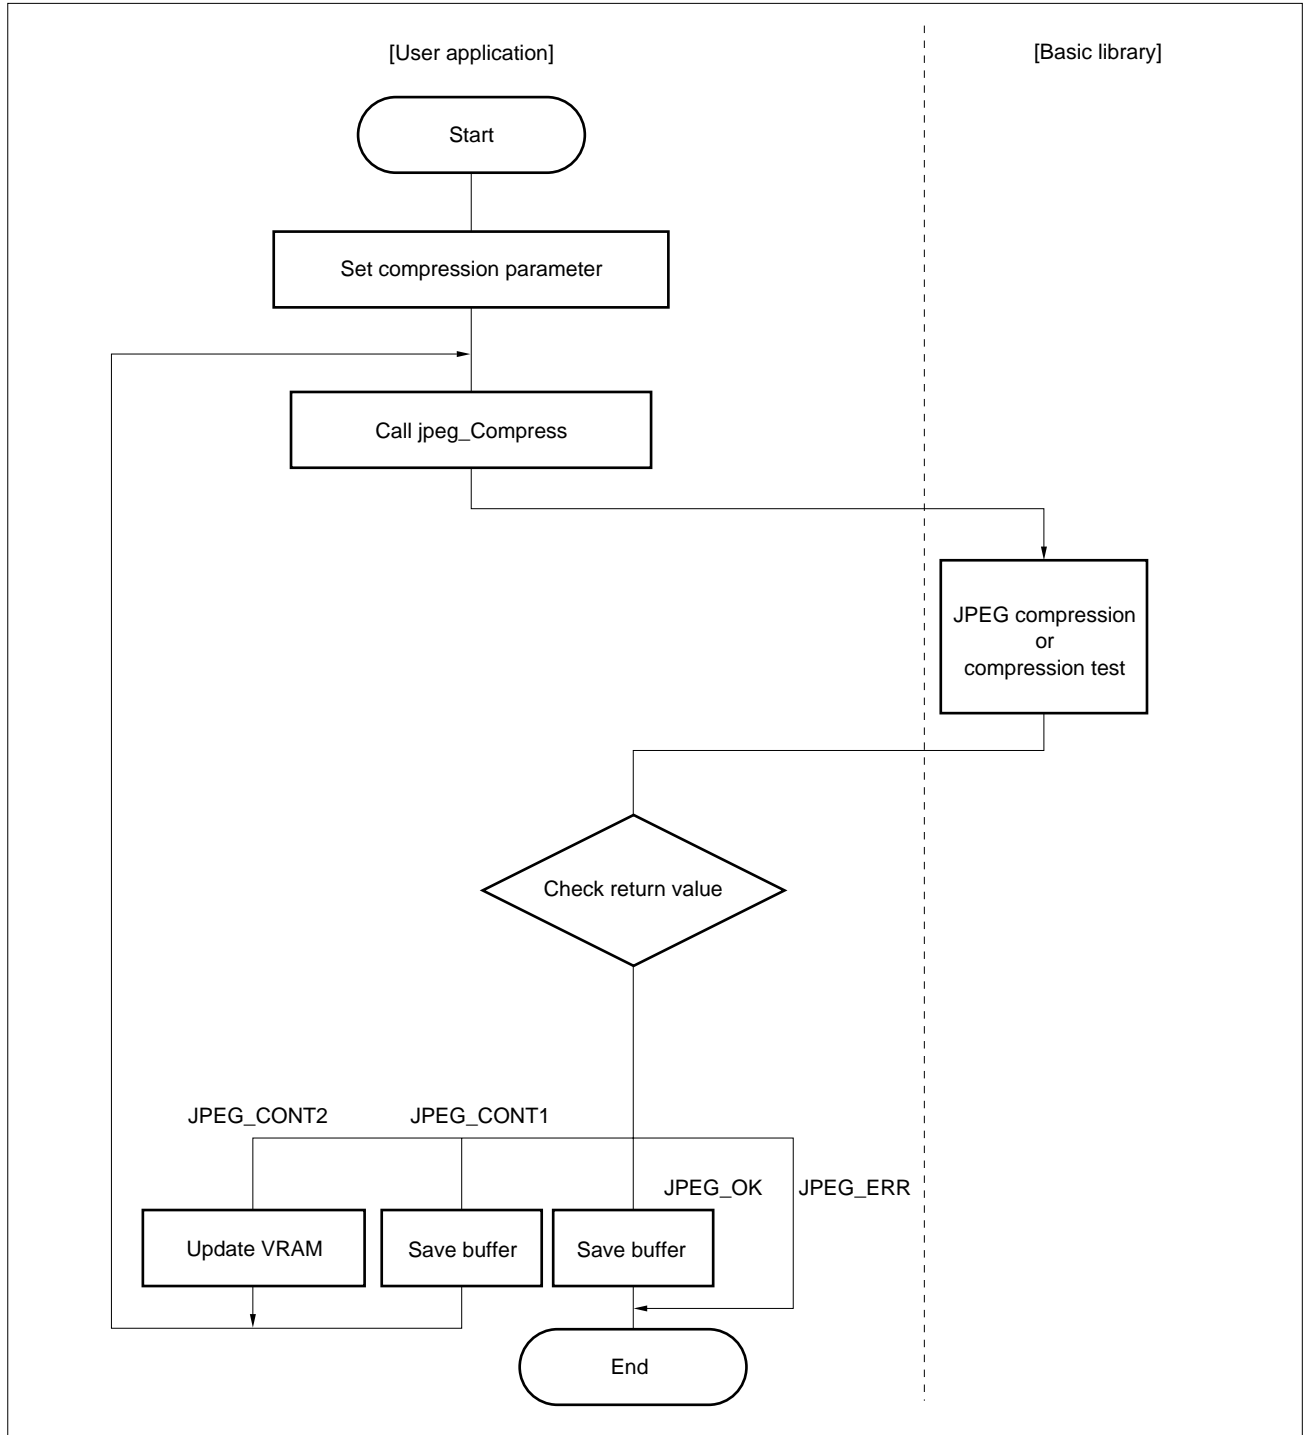 [User application]
[Basic library]
Start
Set compression parameter
Call jpeg_Compress
JPEG compression
or
compression test
Check return value
JPEG_CONT2
JPEG_CONT1
JPEG_OK
JPEG_ERR
Update VRAM
Save buffer
Save buffer
End